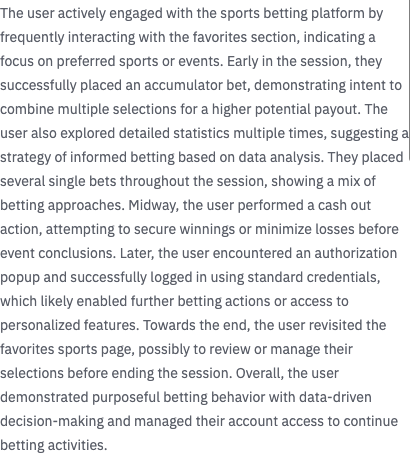 The user actively engaged with the sports betting platform by
frequently interacting with the favorites section, indicating a
focus on preferred sports or events. Early in the session, they
successfully placed an accumulator bet, demonstrating intent to
combine multiple selections for a higher potential payout. The
user also explored detailed statistics multiple times, suggesting a
strategy of informed betting based on data analysis. They placed
several single bets throughout the session, showing a mix of
betting approaches. Midway, the user performed a cash out
action, attempting to secure winnings or minimize losses before
event conclusions. Later, the user encountered an authorization
popup and successfully logged in using standard credentials,
which likely enabled further betting actions or access to
personalized features. Towards the end, the user revisited the
favorites sports page, possibly to review or manage their
selections before ending the session. Overall, the user
demonstrated purposeful betting behavior with data-driven
decision-making and managed their account access to continue
betting activities.